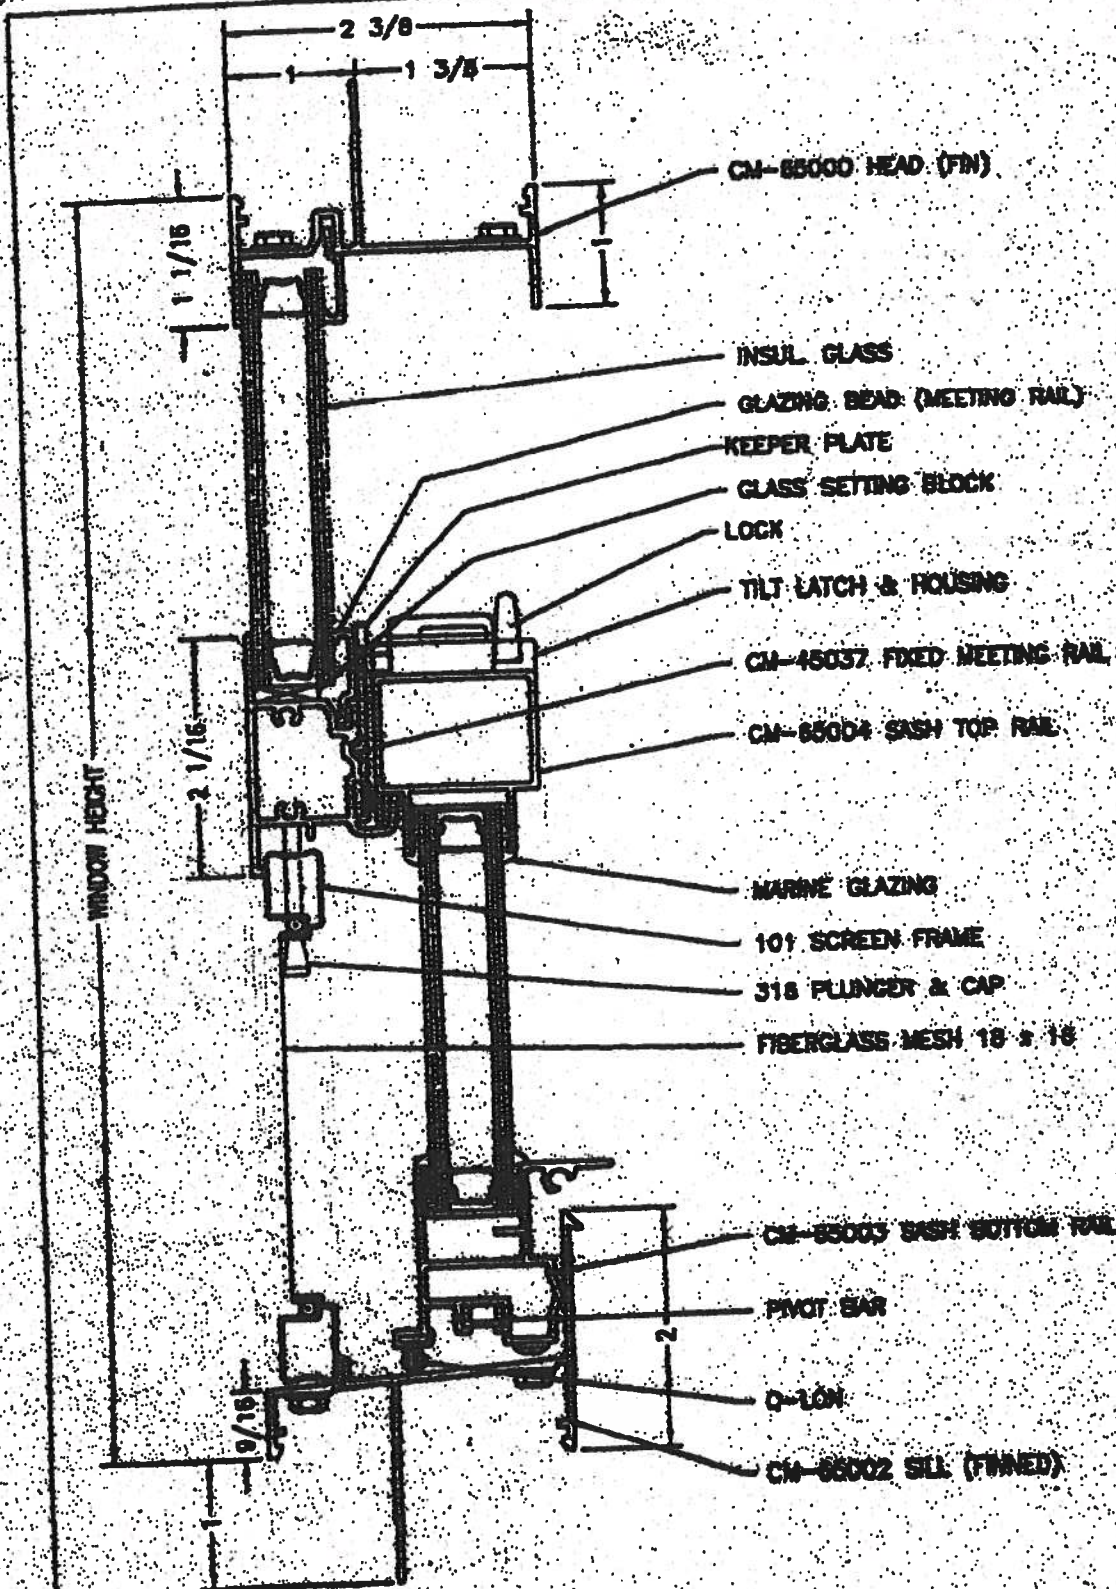 2 3/8
1
1 3/8
CM-65000 HEAD (FIN)
1 1/16
1
INSUL. GLASS
GLAZING BEAD (MEETING RAIL)
KEEPER PLATE
GLASS SETTING BLOCK
LOCK
TILT LATCH & HOUSING
CM-45037 FIXED MEETING RAIL
CM-65004 SASH TOP RAIL
2 1/16
WINDOW HEIGHT
MARINE GLAZING
101 SCREEN FRAME
318 PLUNGER & CAP
FIBERGLASS MESH 18 x 16
CM-65003 SASH BOTTOM RAIL
PIVOT BAR
2
Q-LON
9/16
CM-65002 SILL (FINNED)
1